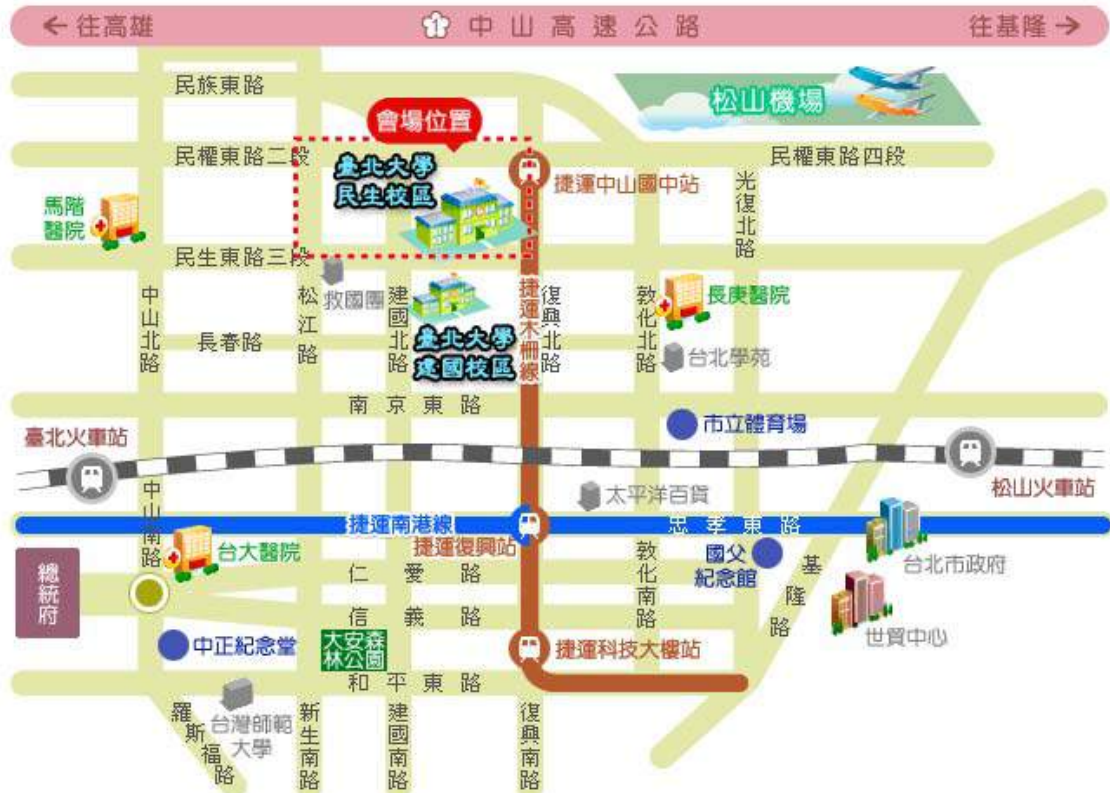 往高雄
1
中山高速公路
往基隆
民族東路
松山機場
會場位置
民權東路二段
民權東路四段
臺北大學
民生校區
捷運中山國中站
光復北路
馬階
醫院
民生東路三段
救國團
中山北路
松江路
建國北路
捷運木柵線
復興北路
敦化北路
長庚醫院
長春路
臺北大學
建國校區
台北學苑
南京東路
市立體育場
臺北火車站
松山火車站
太平洋百貨
中山南路
捷運南港線
忠孝東路
捷運復興站
台大醫院
國父
紀念館
台北市政府
總統府
仁愛路
敦化南路
基隆路
信義路
世貿中心
中正紀念堂
大安森
林公園
捷運科技大樓站
和平東路
台灣師範
大學
羅斯福路
新生南路
建國南路
復興南路